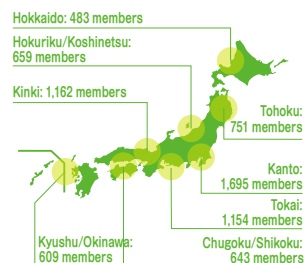 Hokkaido: 483 members
Hokuriku/Koshinetsu:
659 members
Kinki: 1,162 members
Tohoku:
751 members
Kanto:
1,695 members
Tokai:
1,154 members
Kyushu/Okinawa:
609 members
Chugoku/Shikoku:
643 members